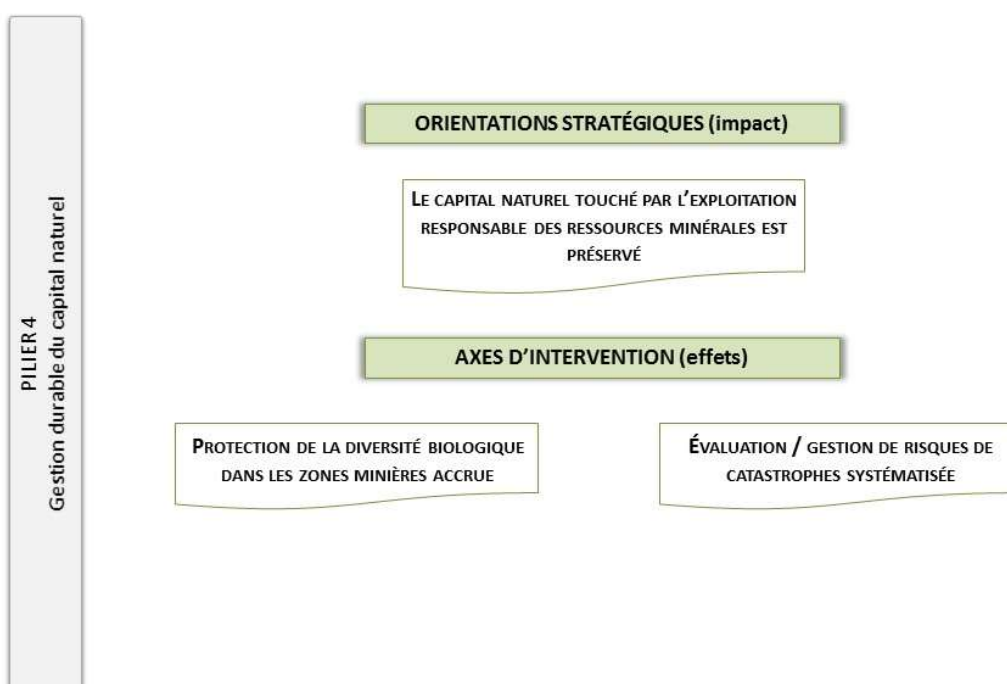 PILIER 4
Gestion durable du capital naturel
ORIENTATIONS STRATÉGIQUES (impact)
LE CAPITAL NATUREL TOUCHÉ PAR L'EXPLOITATION
RESPONSABLE DES RESSOURCES MINÉRALES EST
PRÉSERVÉ
AXES D'INTERVENTION (effets)
PROTECTION DE LA DIVERSITÉ BIOLOGIQUE
DANS LES ZONES MINIÈRES ACCRUE
ÉVALUATION / GESTION DE RISQUES DE
CATASTROPHES SYSTÉMATISÉE